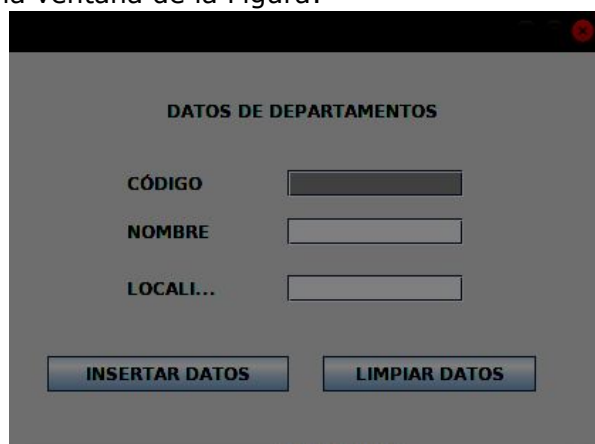 la ventana de la Figura:
DATOS DE DEPARTAMENTOS
CÓDIGO
NOMBRE
LOCALI...
INSERTAR DATOS LIMPIAR DATOS